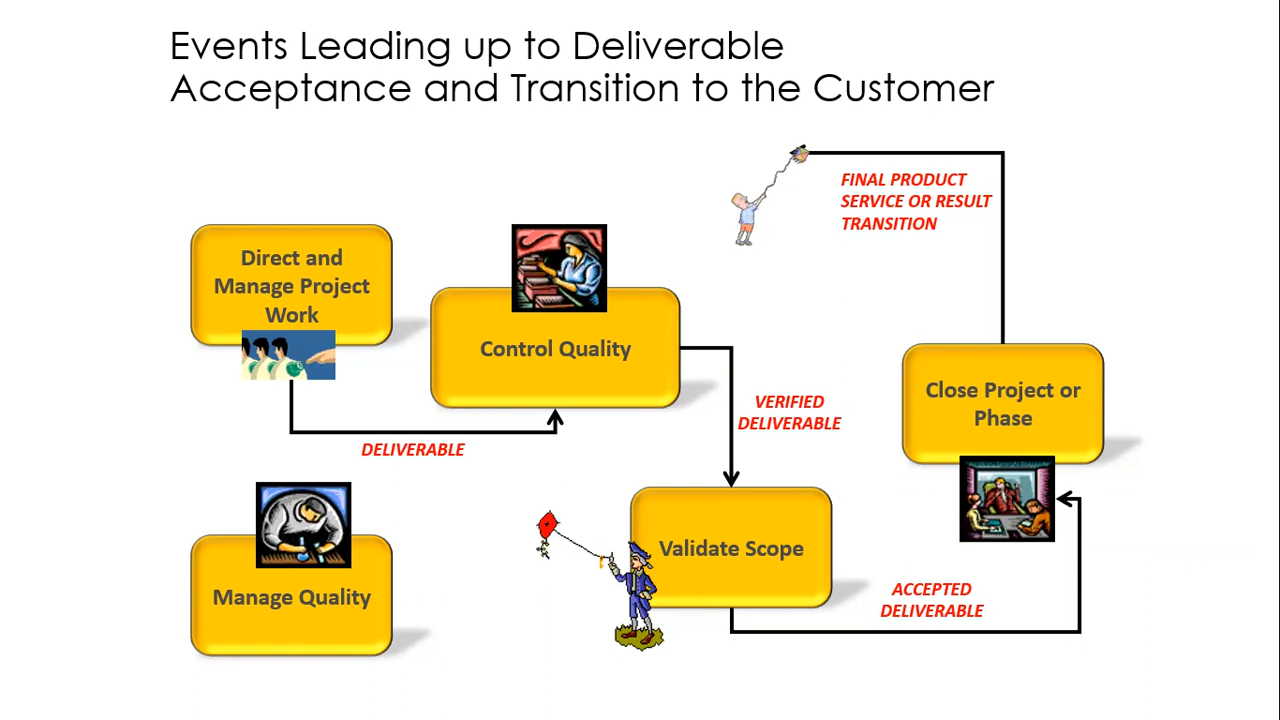 Events Leading up to Deliverable
Acceptance and Transition to the Customer
FINAL PRODUCT
SERVICE OR RESULT
TRANSITION
Direct and
Manage Project
Work
Control Quality
VERIFIED
DELIVERABLE
Close Project or
Phase
DELIVERABLE
Validate Scope
Manage Quality
ACCEPTED
DELIVERABLE